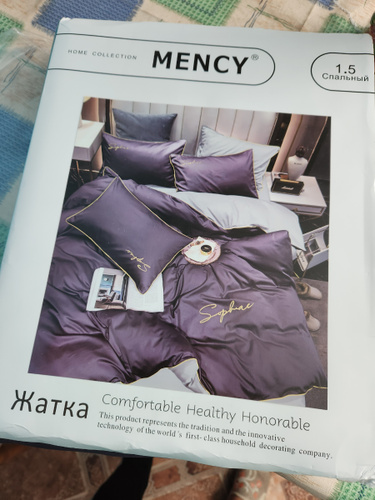 HOME COLLECTION
MENCY®
1.5
Спальный
Sophiae
Жатка
Comfortable Healthy Honorable
This product represents the tradition and the innovative
technology of the world 's first- class household decorating company.